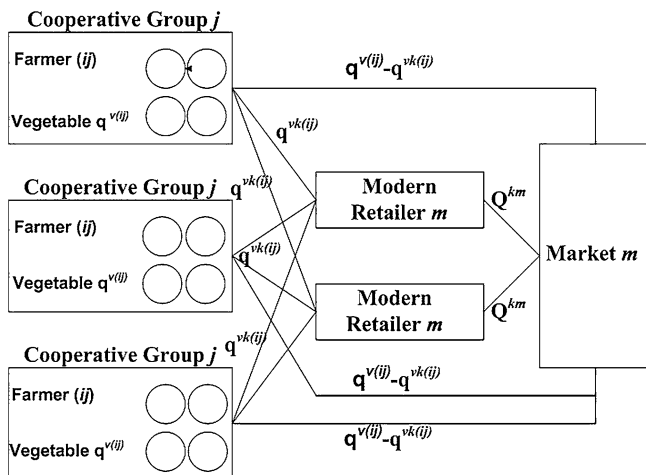 Cooperative Group j
Farmer (ij)
Vegetable q^v(ij)
q^v(ij)-q^vk(ij)
q^vk(ij)
Cooperative Group j
q^vk(ij)
Farmer (ij)
Vegetable q^v(ij)
q^vk(ij)
Modern
Retailer m
Q^km
Market m
Modern
Retailer m
Q^km
Cooperative Group j
q^vk(ij)
Farmer (ij)
Vegetable q^v(ij)
q^v(ij)-q^vk(ij)
q^v(ij)-q^vk(ij)